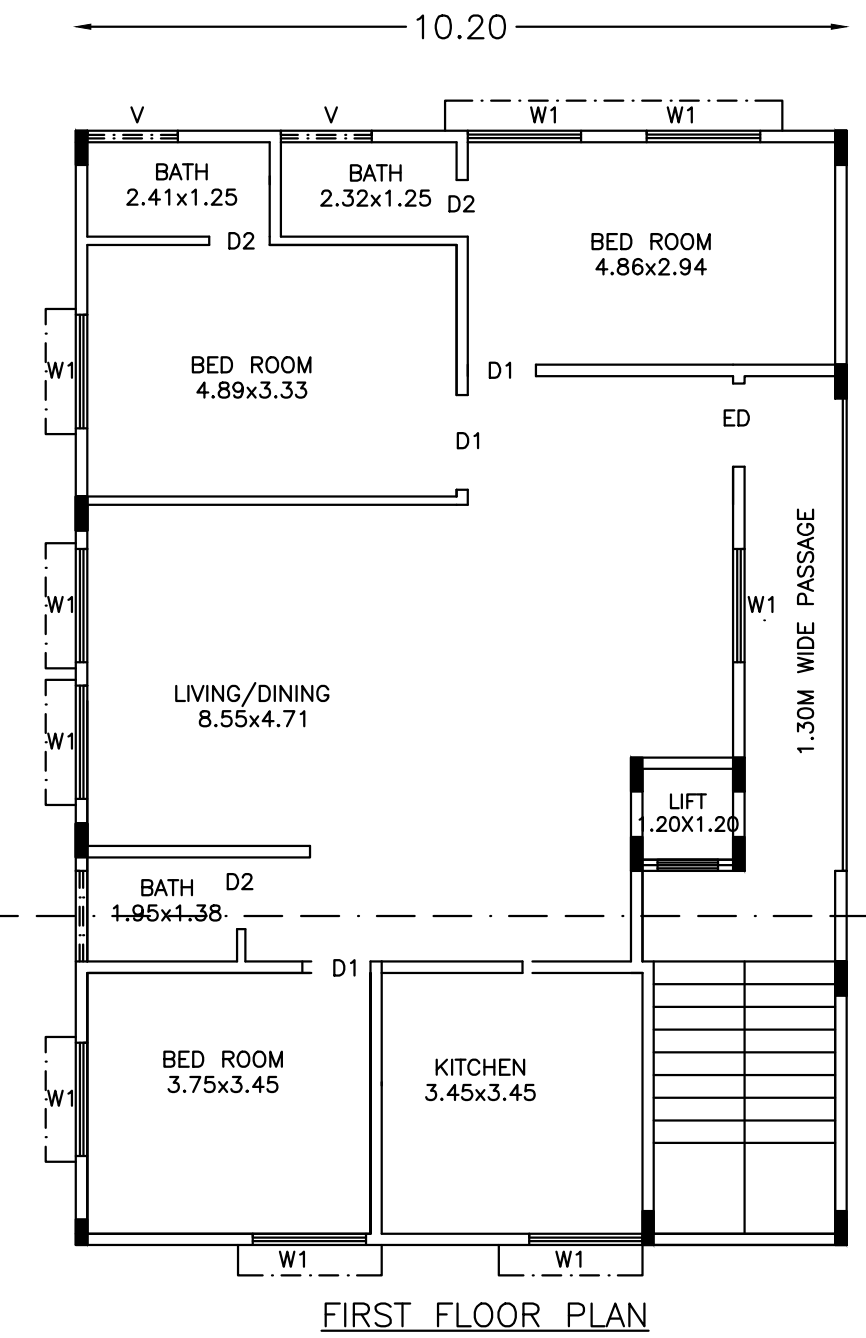 10.20
V
V
W1
W1
BATH
2.41x1.25
BATH
2.32x1.25
D2
D2
BED ROOM
4.86x2.94
W1
BED ROOM
4.89x3.33
D1
D1
ED
W1
W1
1.30M WIDE PASSAGE
LIVING/DINING
8.55x4.71
W1
LIFT
1.20X1.20
BATH
1.95x1.38
D2
D1
BED ROOM
3.75x3.45
KITCHEN
3.45x3.45
W1
W1
W1
FIRST FLOOR PLAN